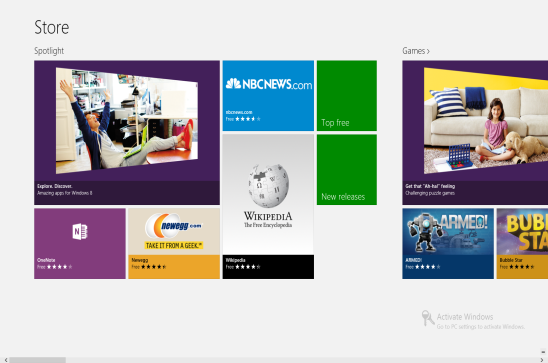 Store
Spotlight
Explore. Discover.
Amazing apps for Windows 8
NBCNEWS.com
nbcnews.com
Free
Top free
New releases
WIKIPEDIA
The Free Encyclopedia
Wikipedia
Free
N
OneNote
Free
newegg.com
TAKE IT FROM A GEEK.™
Newegg
Free
Games
Get that "Ah-ha!" feeling
Challenging puzzle games
ARMED!
ARMED!
Free
BUBB
STA
Bubble Star
Free
Activate Windows
Go to PC settings to activate Windows.